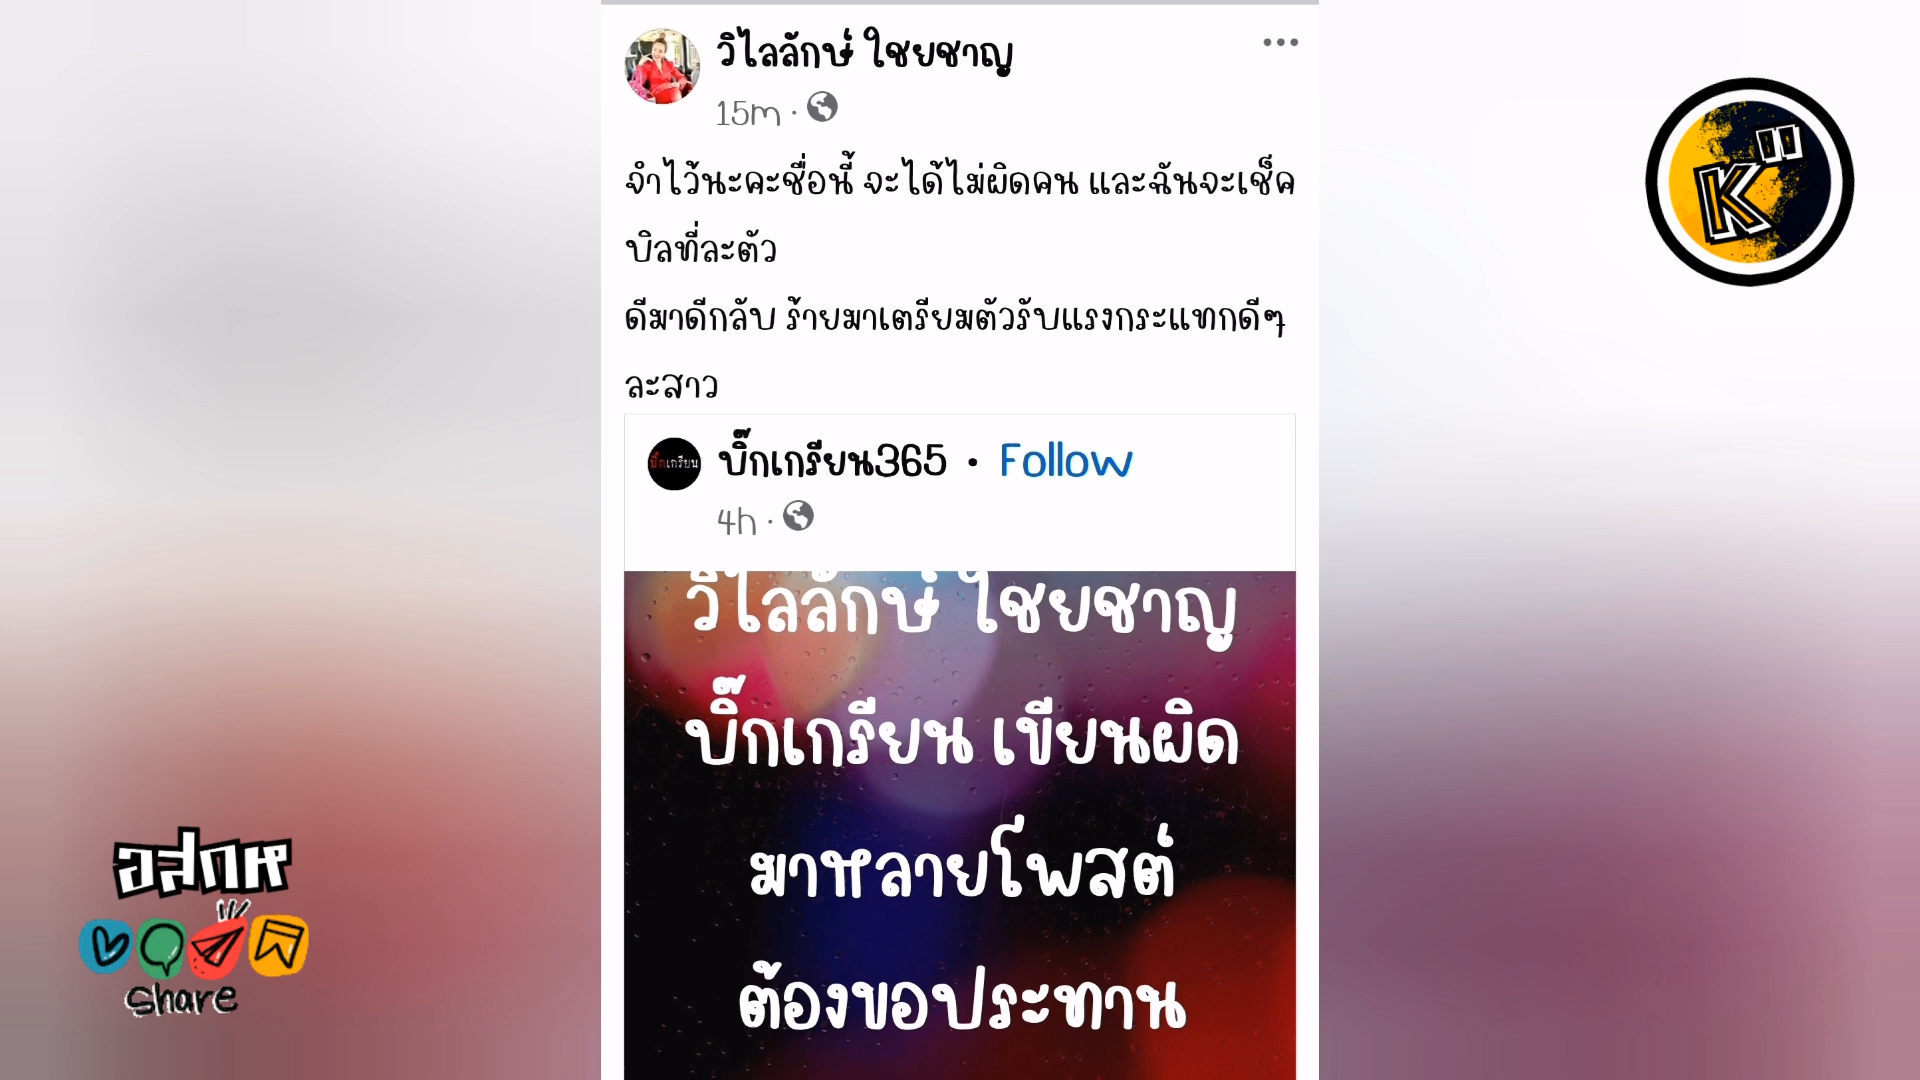 วิไลลักษ์ ใชยชาญ
15m ·
จำไว้นะคะชื่อนี้ จะได้ไม่ผิดคน และฉันจะเช็ค
บิลที่ละตัว
ดีมาดีกลับ ร้ายมาเตรียมตัวรับแรงกระแทกดีๆ
ละสาว
บิ๊กเกรียน
บิ๊กเกรียน365 • Follow
4h ·
วิไลลักษ์ ใชยชาญ
บิ๊กเกรียน เขียนผิด
มาหลายโพสต์
ต้องขอประทาน
K"
อสกห
share